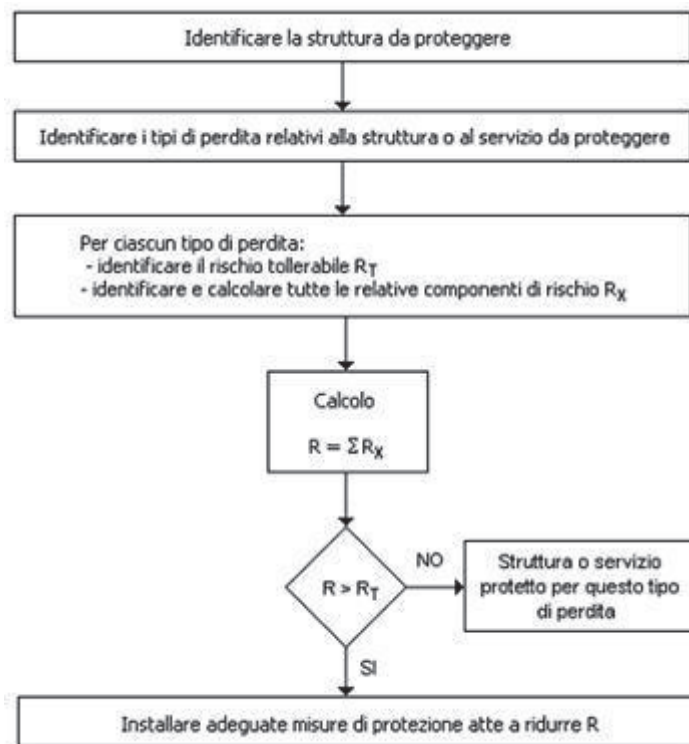 Identificare la struttura da proteggere
Identificare i tipi di perdita relativi alla struttura o al servizio da proteggere
Per ciascun tipo di perdita:
- identificare il rischio tollerabile RT
- identificare e calcolare tutte le relative componenti di rischio RX
Calcolo
R = ΣRX
R > RT
NO
Struttura o servizio
protetto per questo tipo
di perdita
SI
Installare adeguate misure di protezione atte a ridurre R